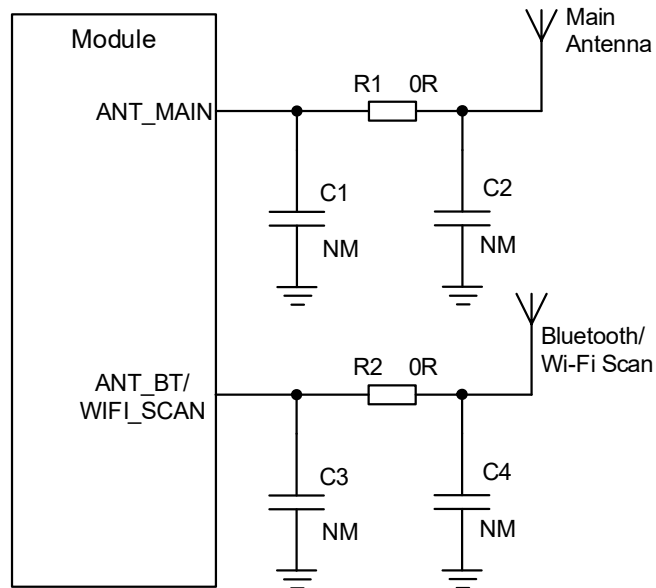 Module
Main
Antenna
R1 0R
ANT_MAIN
C1
C2
NM
NM
Bluetooth/
Wi-Fi Scan
R2 0R
ANT_BT/
WIFI_SCAN
C3
C4
NM
NM